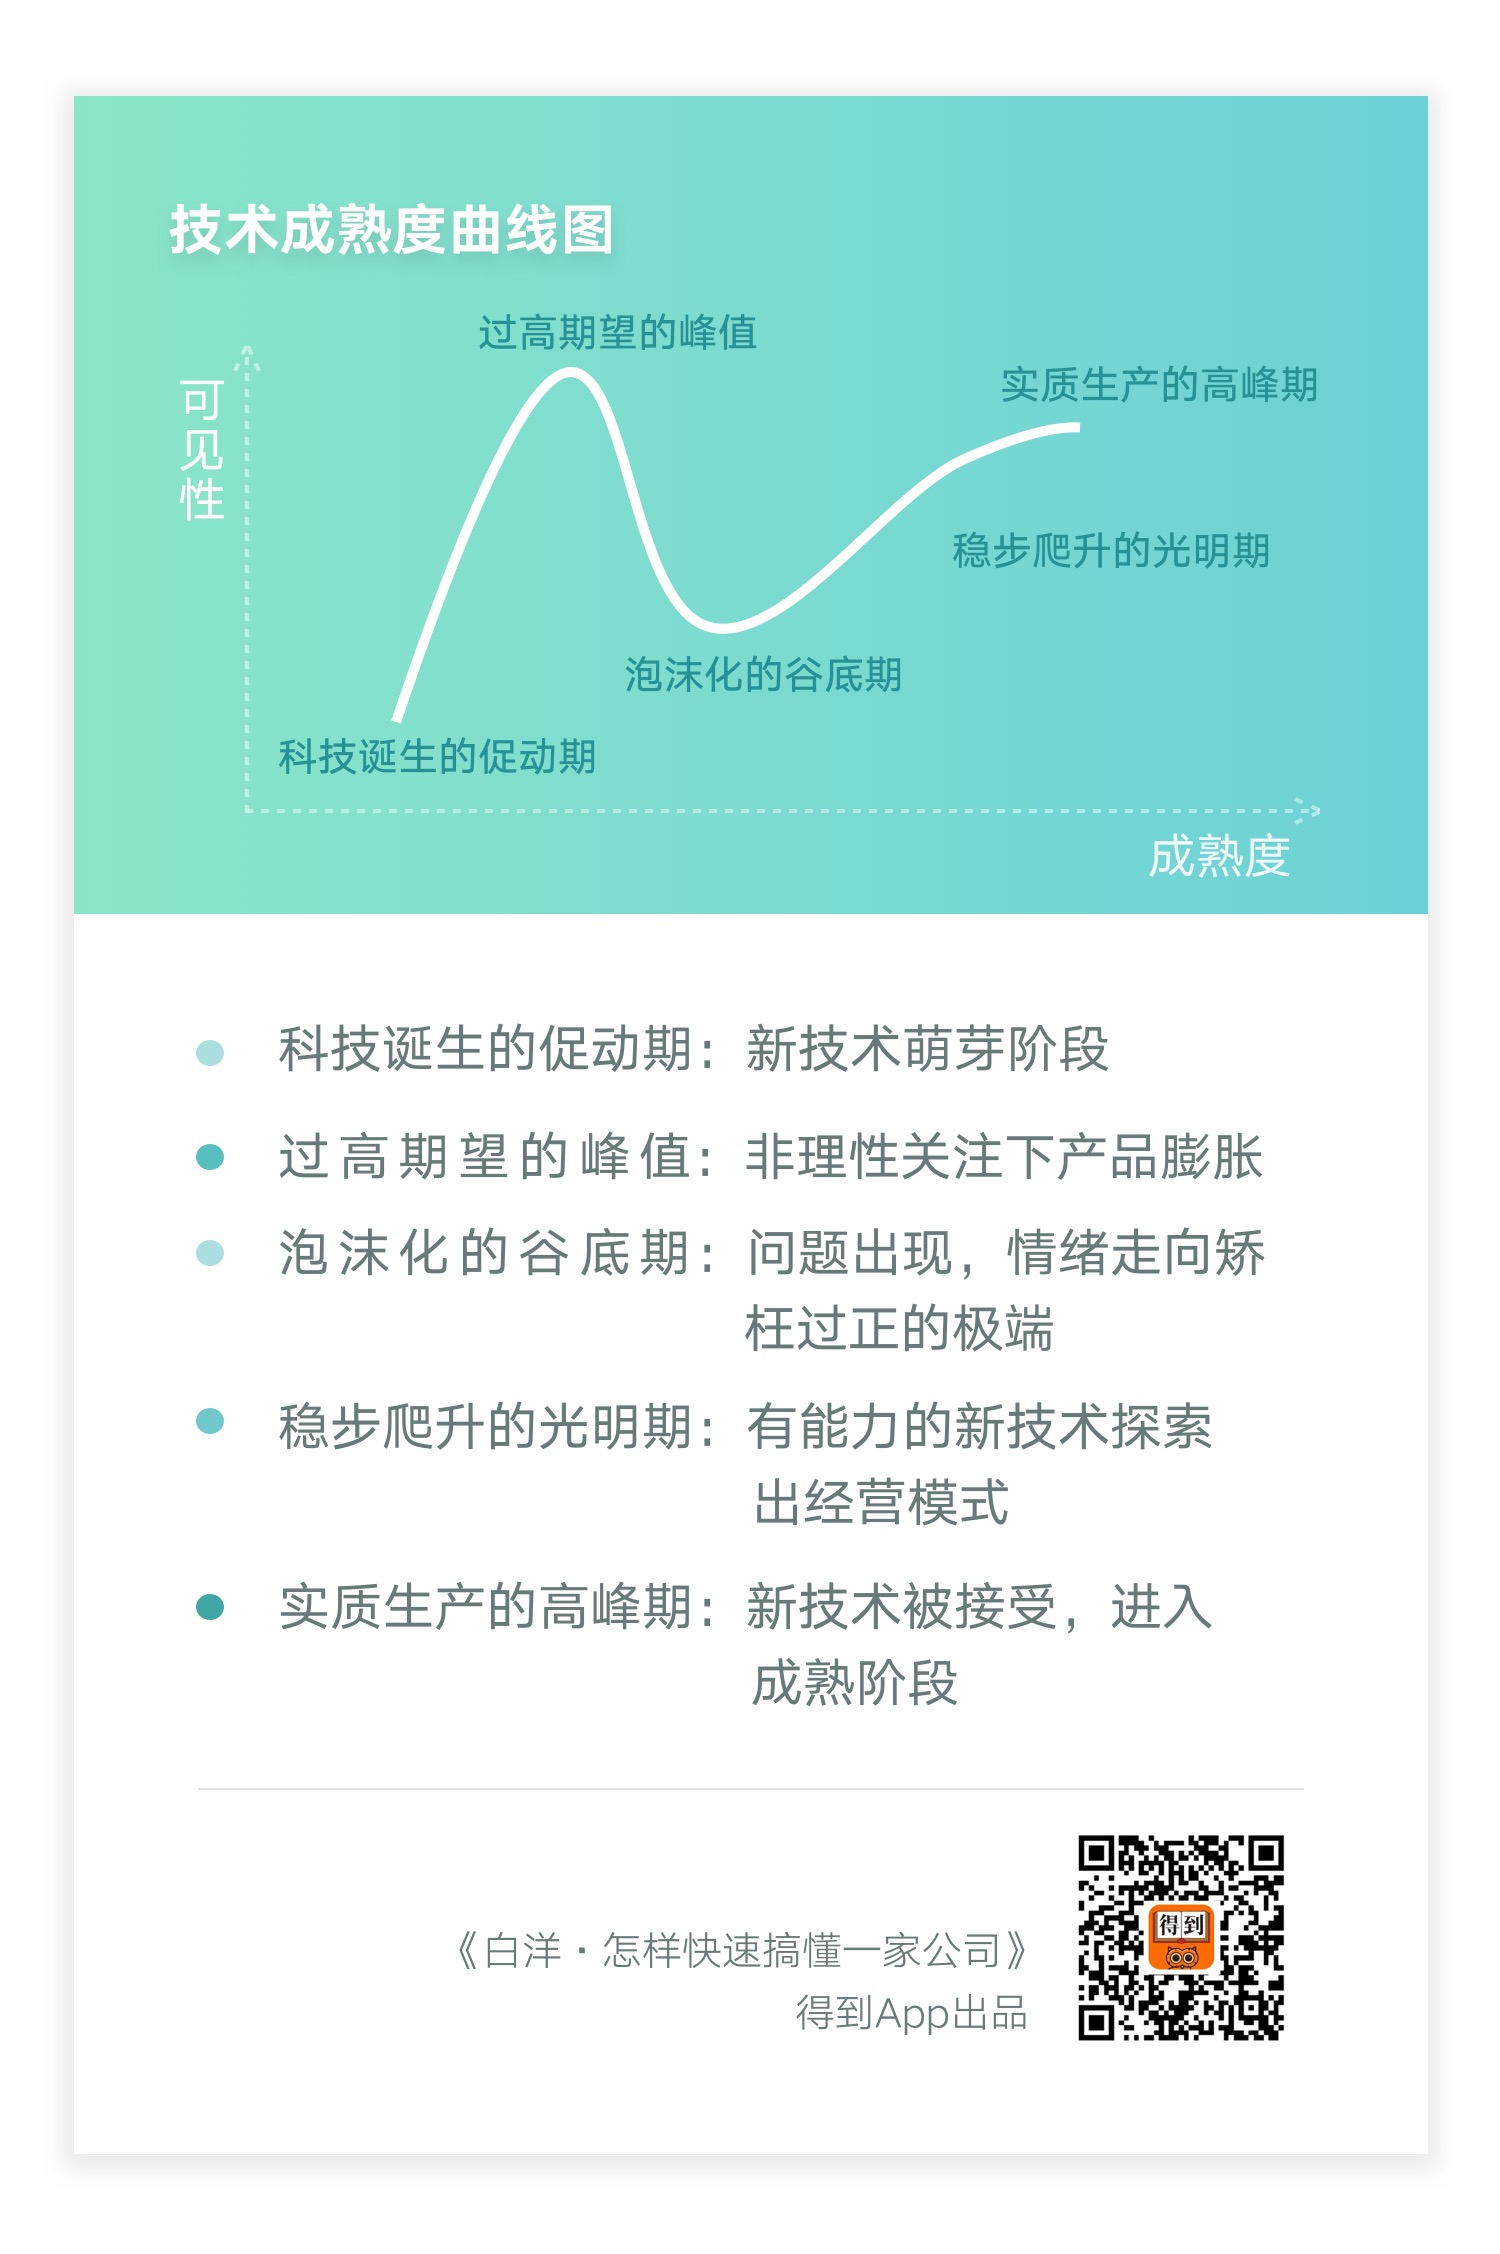 技术成熟度曲线图
过高期望的峰值
实质生产的高峰期
可见性
稳步爬升的光明期
泡沫化的谷底期
科技诞生的促动期
成熟度
科技诞生的促动期：新技术萌芽阶段
过高期望的峰值：非理性关注下产品膨胀
泡沫化的谷底期：问题出现，情绪走向矫
枉过正的极端
稳步爬升的光明期：有能力的新技术探索
出经营模式
实质生产的高峰期：新技术被接受，进入
成熟阶段
《白洋·怎样快速搞懂一家公司》
得到App出品
得到